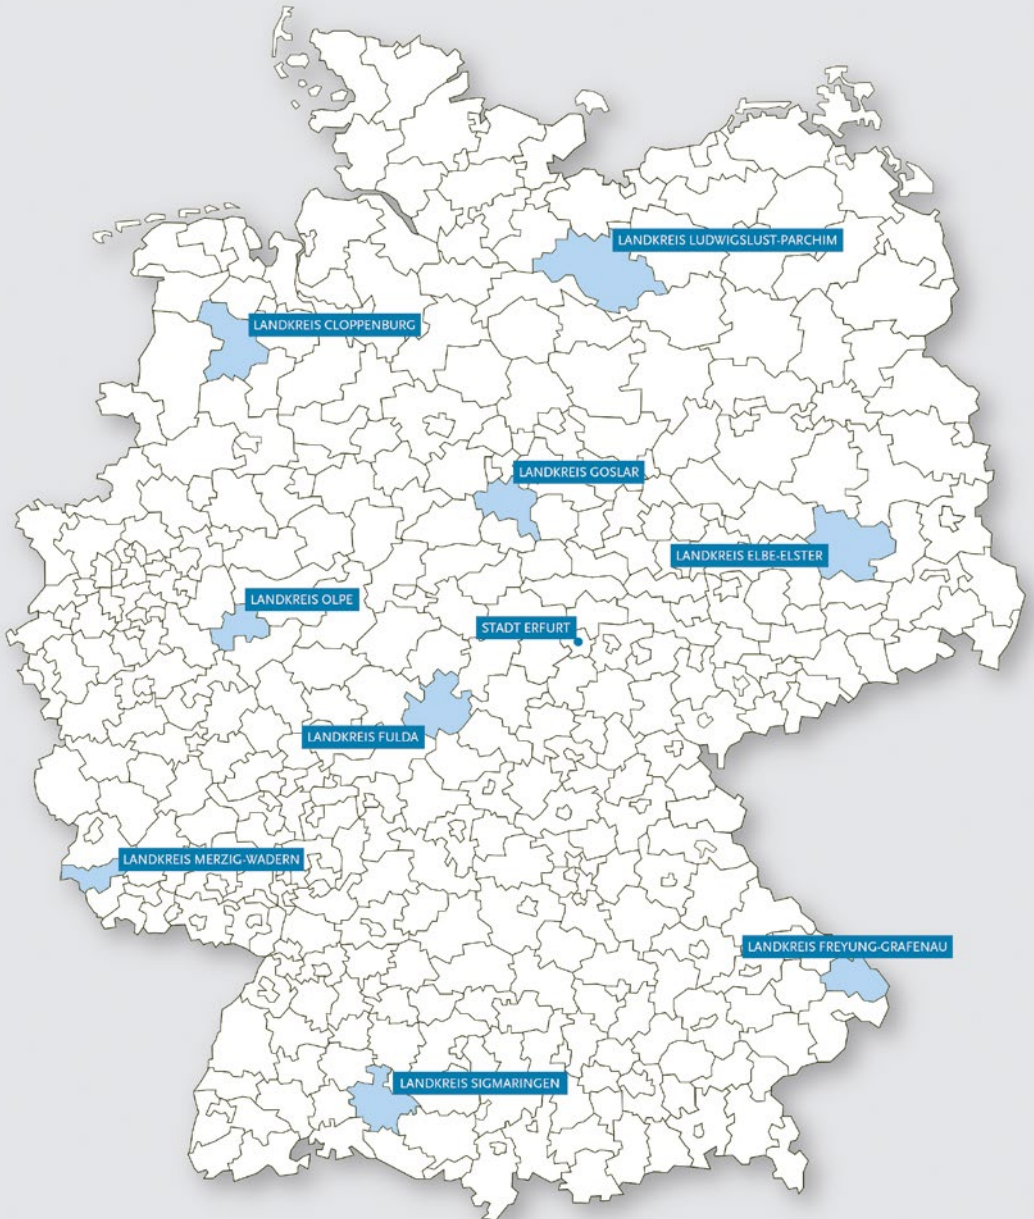 LANDKREIS LUDWIGSLUST-PARCHIM
LANDKREIS CLOPPENBURG
LANDKREIS GOSLAR
LANDKREIS ELBE-ELSTER
LANDKREIS OLPE
STADT ERFURT
LANDKREIS FULDA
LANDKREIS MERZIG-WADERN
LANDKREIS FREYUNG-GRAFENAU
LANDKREIS SIGMARINGEN